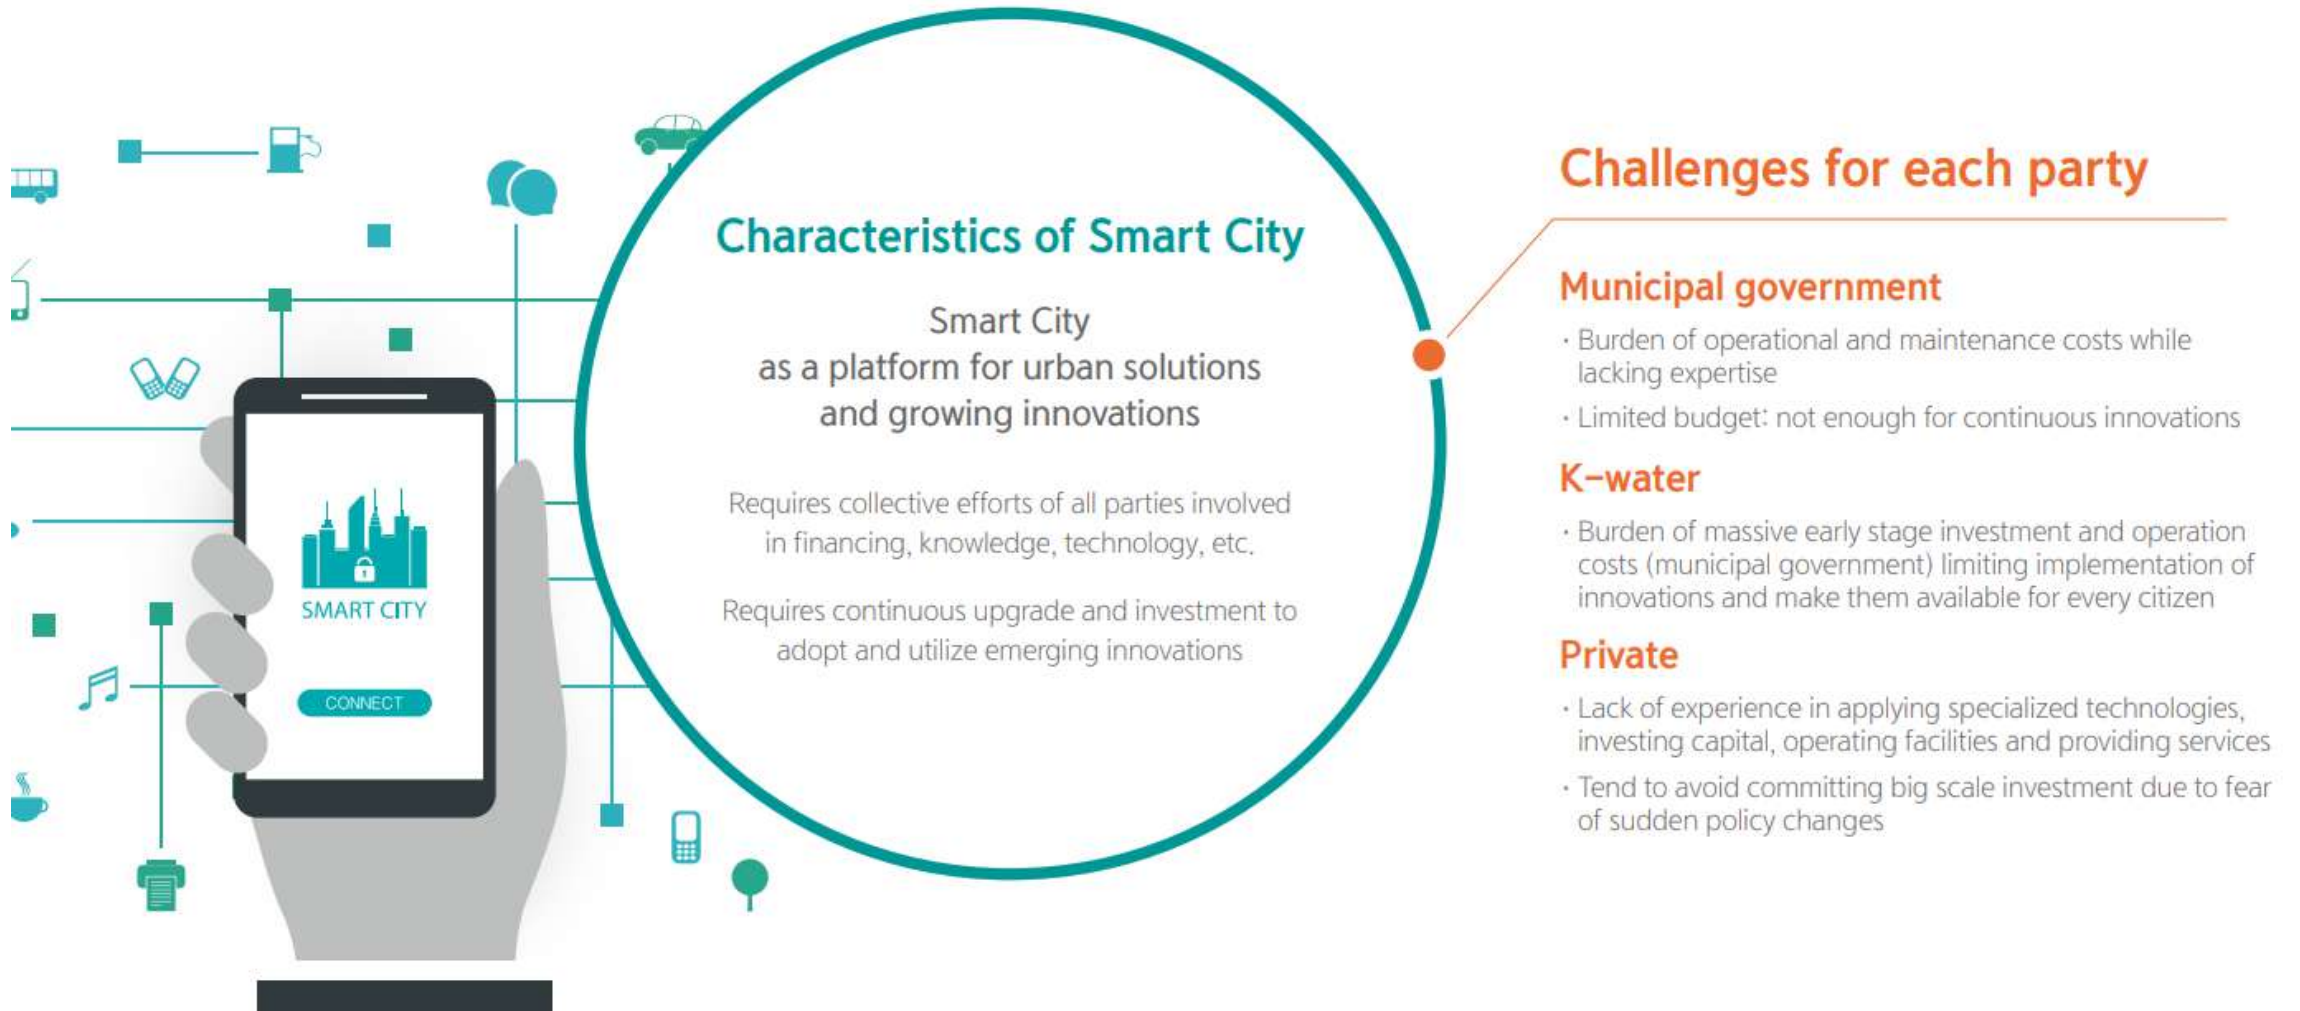 SMART CITY
CONNECT
Characteristics of Smart City
Smart City
as a platform for urban solutions
and growing innovations
Requires collective efforts of all parties involved
in financing, knowledge, technology, etc.
Requires continuous upgrade and investment to
adopt and utilize emerging innovations
Challenges for each party
Municipal government
· Burden of operational and maintenance costs while
lacking expertise
· Limited budget: not enough for continuous innovations
K-water
· Burden of massive early stage investment and operation
costs (municipal government) limiting implementation of
innovations and make them available for every citizen
Private
· Lack of experience in applying specialized technologies,
investing capital, operating facilities and providing services
· Tend to avoid committing big scale investment due to fear
of sudden policy changes